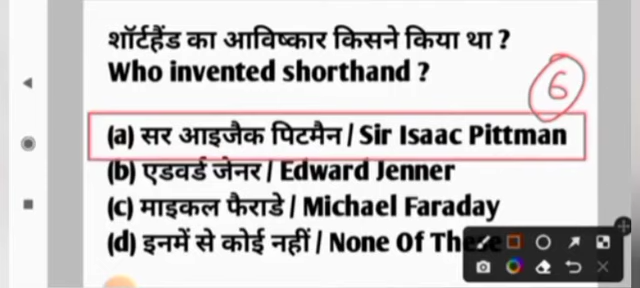 शॉर्टहैंड का आविष्कार किसने किया था ?
Who invented shorthand ?
6
(a) सर आइजैक पिटमैन / Sir Isaac Pittman
(b) एडवर्ड जेनर / Edward Jenner
(c) माइकल फैराडे / Michael Faraday
(d) इनमें से कोई नहीं / None Of These